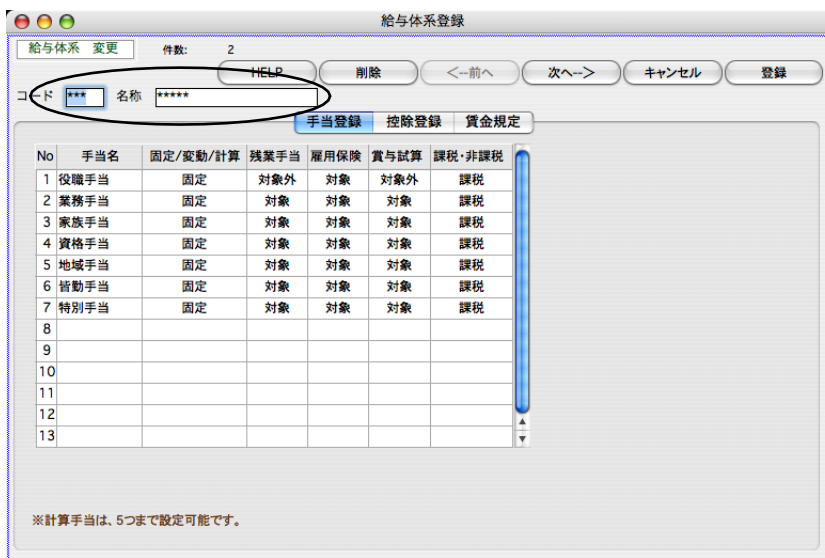 給与体系登録
給与体系 変更 件数: 2
HELP 削除 <--前へ 次へ--> キャンセル 登録
コード *** 名称 *****
手当登録 控除登録 賃金規定
No 手当名 固定/変動/計算 残業手当 雇用保険 賞与試算 課税・非課税
1 役職手当 固定 対象外 対象 対象外 課税
2 業務手当 固定 対象 対象 対象 課税
3 家族手当 固定 対象 対象 対象 課税
4 資格手当 固定 対象 対象 対象 課税
5 地域手当 固定 対象 対象 対象 課税
6 皆勤手当 固定 対象 対象 対象 課税
7 特別手当 固定 対象 対象 対象 課税
8
9
10
11
12
13
※計算手当は、5つまで設定可能です。